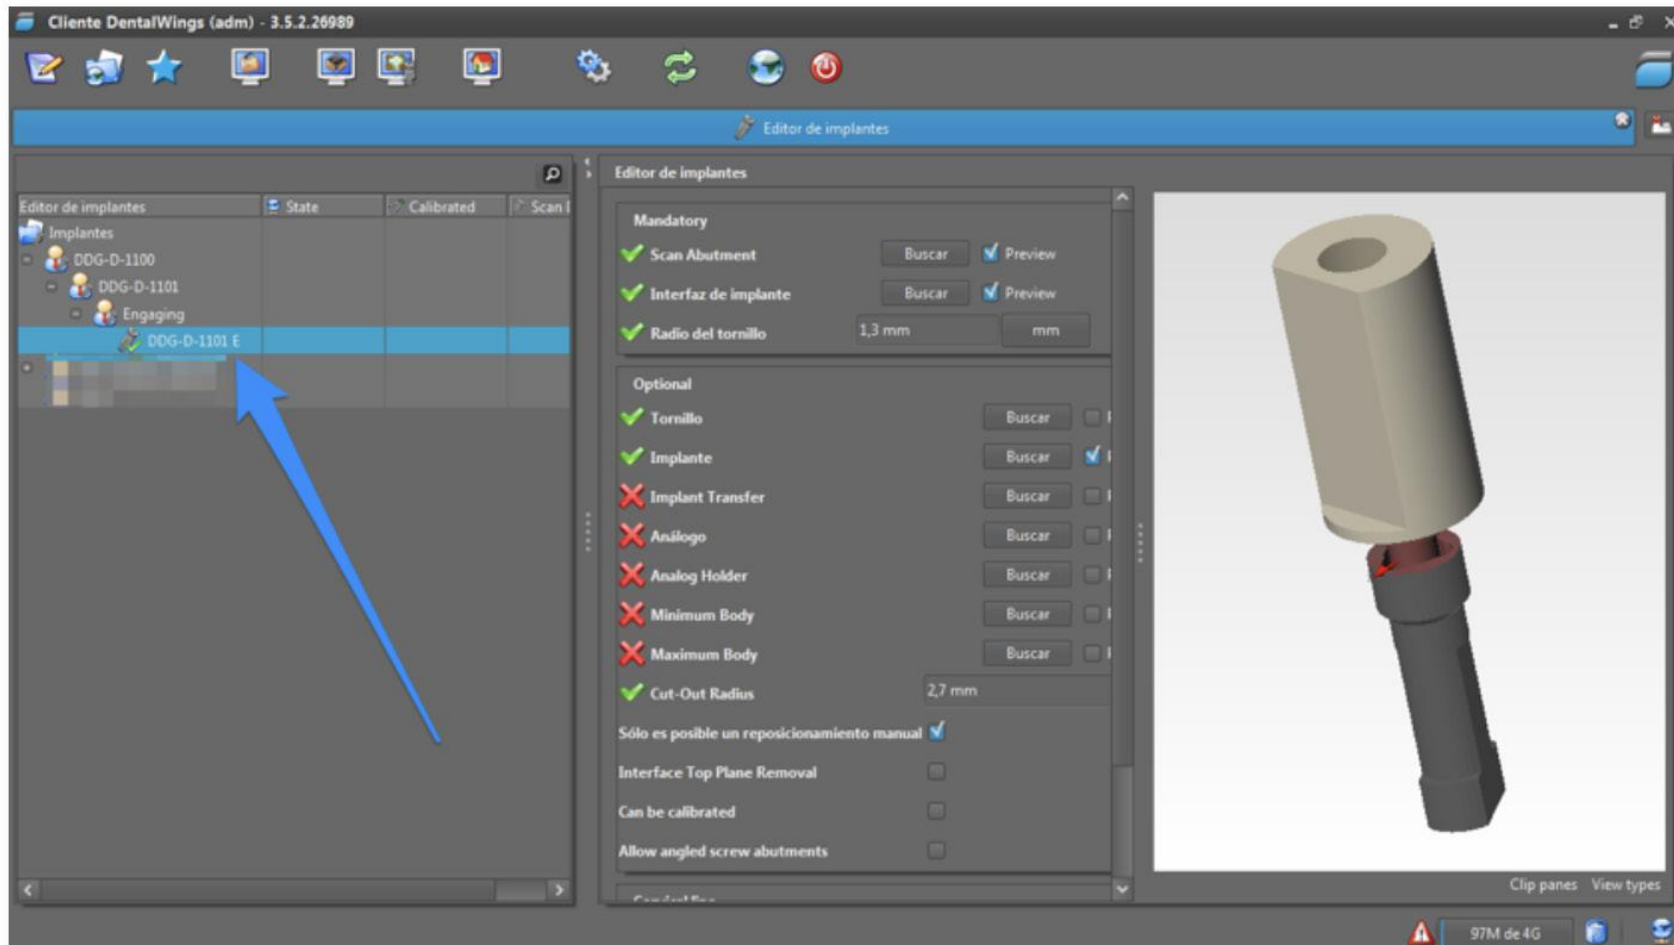 Cliente DentalWings (adm) - 3.5.2.26989
Editor de implantes
Editor de implantes State Calibrated Scan
Implantes
DDG-D-1100
DDG-D-1101
Engaging
DDG-D-1101 E
Editor de implantes
Mandatory
Scan Abutment Buscar Preview
Interfaz de implante Buscar Preview
Radio del tornillo 1,3 mm mm
Optional
Tornillo Buscar
Implante Buscar
Implant Transfer Buscar
Análogo Buscar
Analog Holder Buscar
Minimum Body Buscar
Maximum Body Buscar
Cut-Out Radius 2,7 mm
Sólo es posible un reposicionamiento manual
Interface Top Plane Removal
Can be calibrated
Allow angled screw abutments
Clip panes View types
97M de 4G